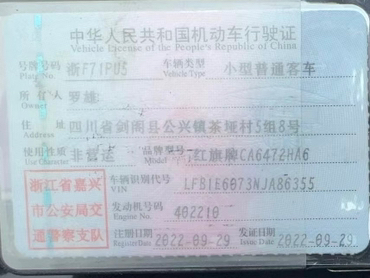 中华人民共和国机动车行驶证
Vehicle License of the People's Republic of China
号牌号码 浙F71PU5 车辆类型 小型普通客车
Plate No. Vehicle Type
所有人 罗雄
Owner
住址 四川省剑阁县公兴镇茶垭村5组8号
Address
使用性质 非营运 品牌型号 红旗牌CA6472HA6
Use Character Model
浙江省嘉兴 车辆识别代号 LFB1E6073NJA86355
VIN
市公安局交 发动机号码 402210
Engine No.
通警察支队 注册日期 2022-09-29 发证日期 2022-09-29
Register Date Issue Date